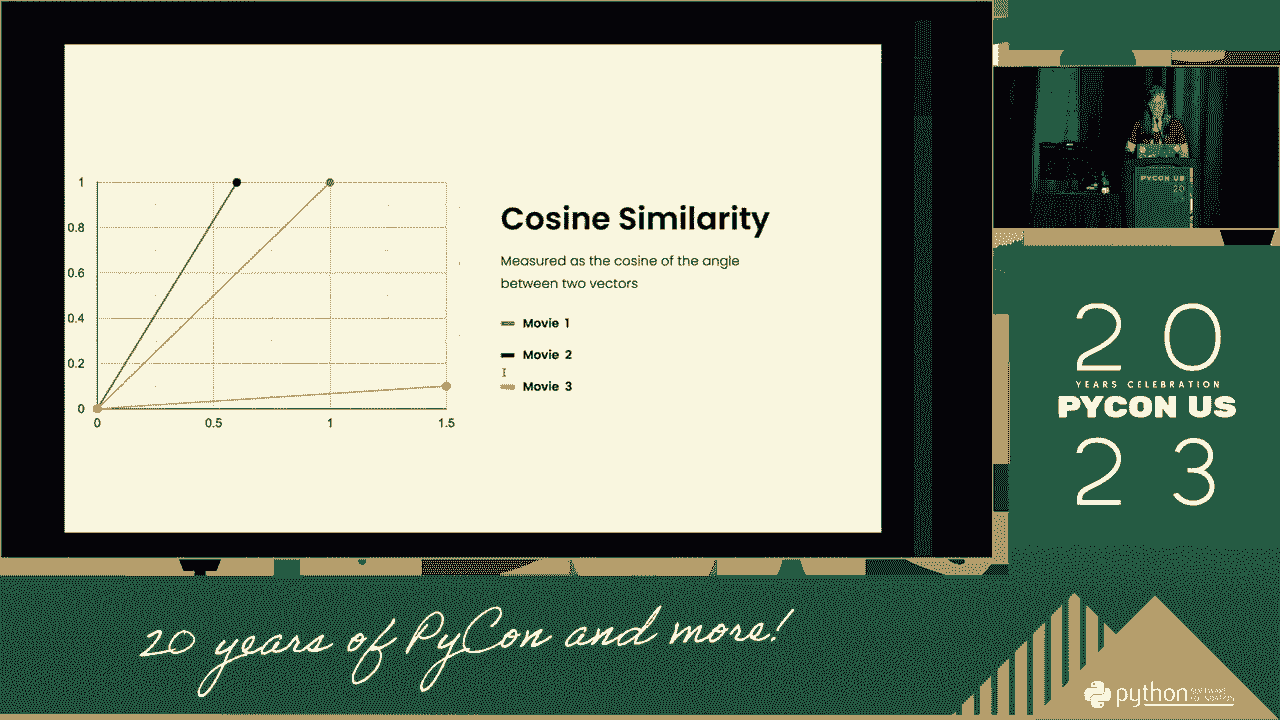 Cosine Similarity
Measured as the cosine of the angle
between two vectors
Movie 1
Movie 2
Movie 3
1
0.8
0.6
0.4
0.2
0
0 0.5 1 1.5
PYCON US
20
20
YEARS CELEBRATION
PYCON US
23
20 years of PyCon and more!
python